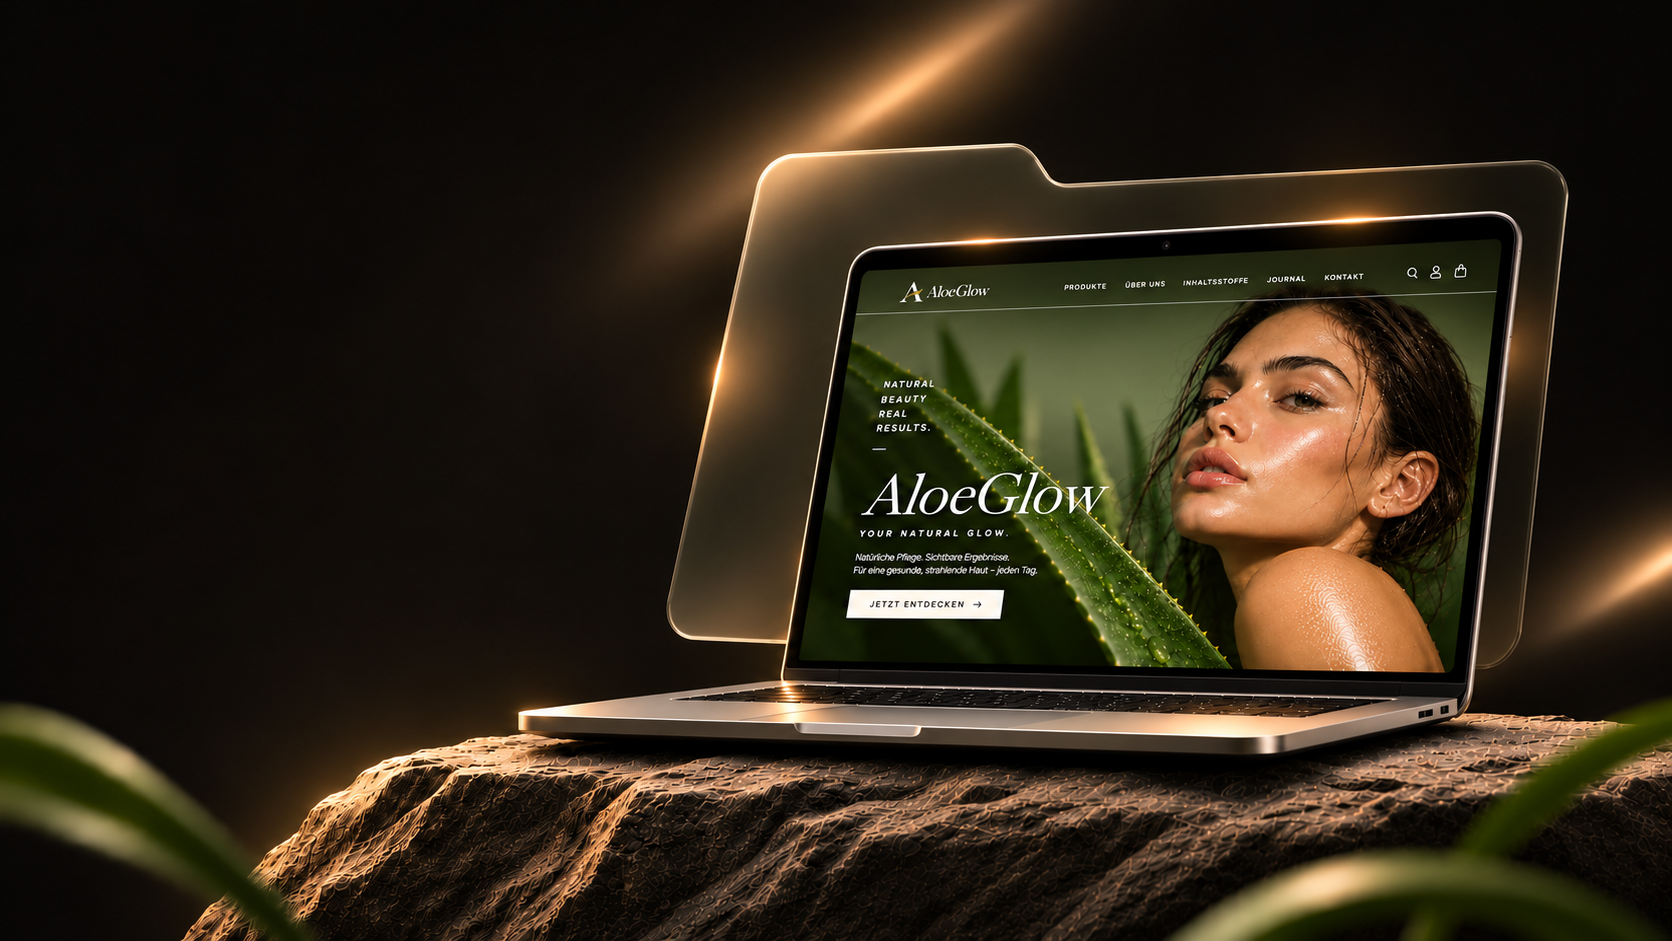 AloeGlow
PRODUKTE ÜBER UNS INHALTSSTOFFE JOURNAL KONTAKT
NATURAL
BEAUTY
REAL
RESULTS.
AloeGlow
YOUR NATURAL GLOW.
Natürliche Pflege. Sichtbare Ergebnisse.
Für eine gesunde, strahlende Haut – jeden Tag.
JETZT ENTDECKEN →